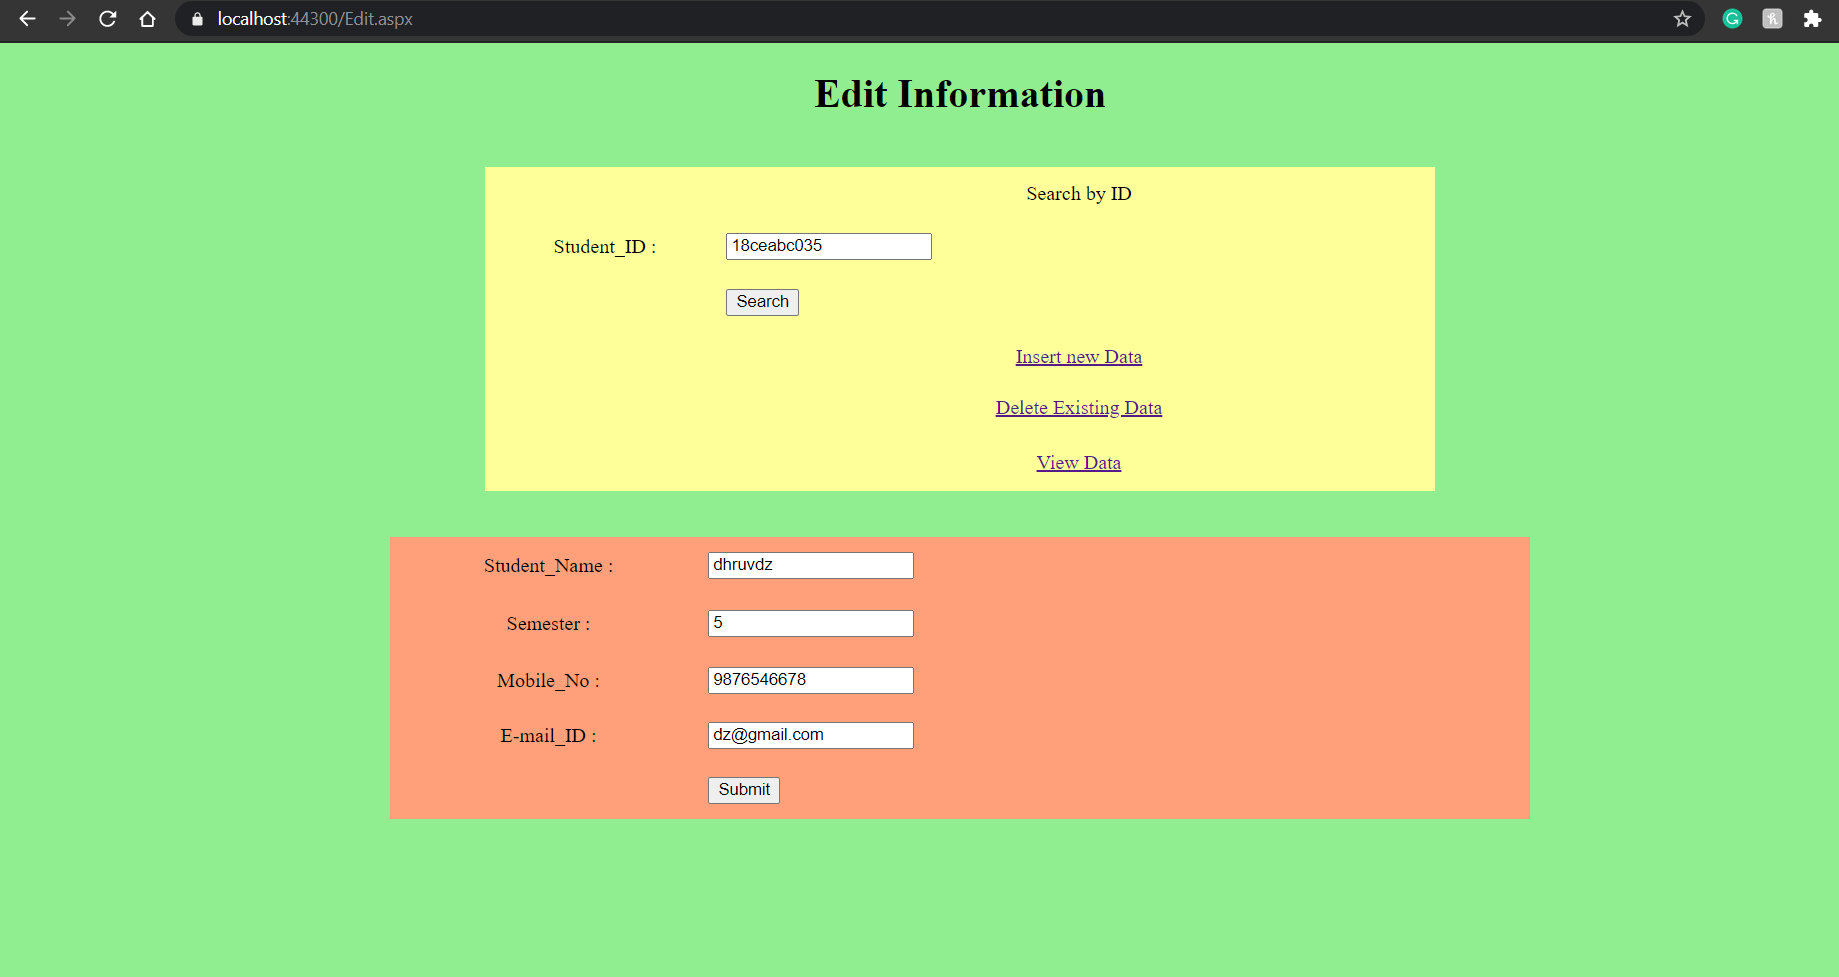 localhost:44300/Edit.aspx
Edit Information
Search by ID
Student_ID : 18ceabc035
Search
Insert new Data
Delete Existing Data
View Data
Student_Name : dhruvdz
Semester : 5
Mobile_No : 9876546678
E-mail_ID : dz@gmail.com
Submit